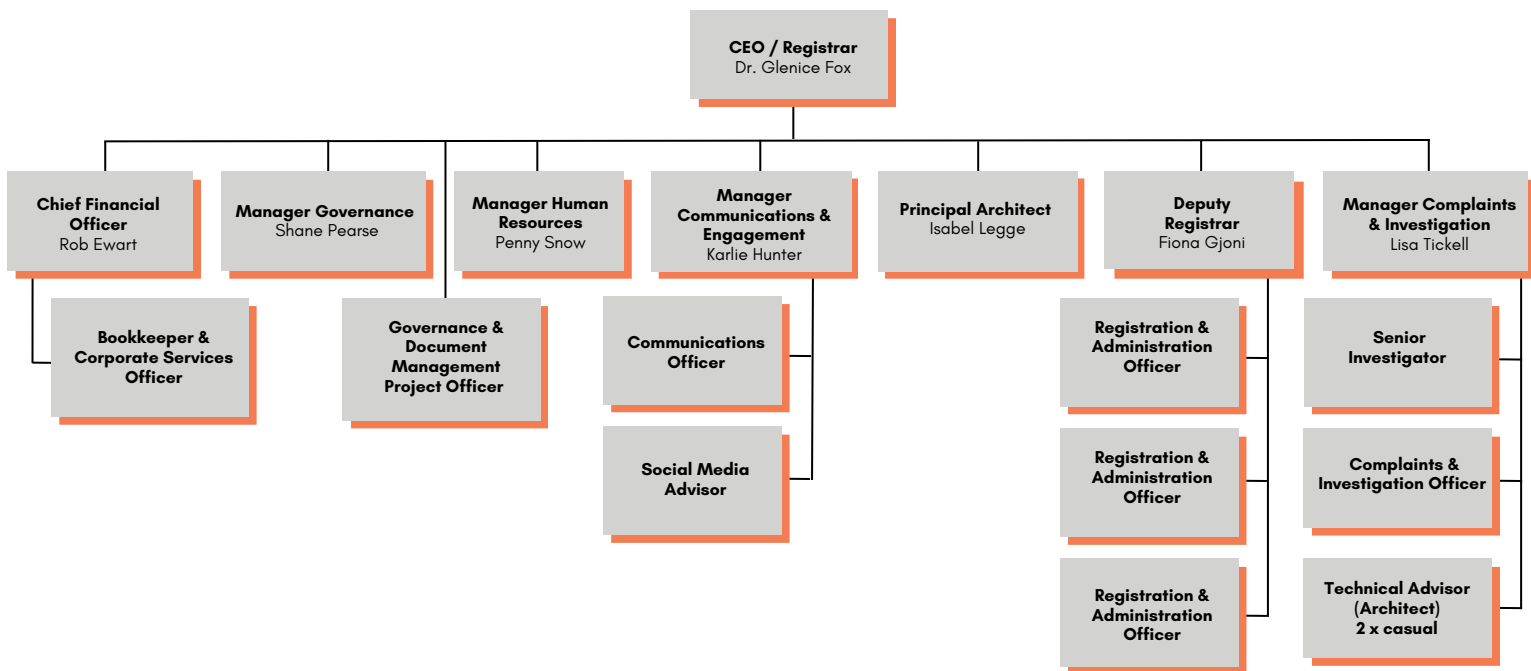 CEO / Registrar
Dr. Glenice Fox
Chief Financial
Officer
Rob Ewart
Manager Governance
Shane Pearse
Manager Human
Resources
Penny Snow
Manager
Communications &
Engagement
Karlie Hunter
Principal Architect
Isabel Legge
Deputy
Registrar
Fiona Gjoni
Manager Complaints
& Investigation
Lisa Tickell
Bookkeeper &
Corporate Services
Officer
Governance &
Document
Management
Project Officer
Communications
Officer
Registration &
Administration
Officer
Senior
Investigator
Social Media
Advisor
Registration &
Administration
Officer
Complaints &
Investigation Officer
Registration &
Administration
Officer
Technical Advisor
(Architect)
2 x casual